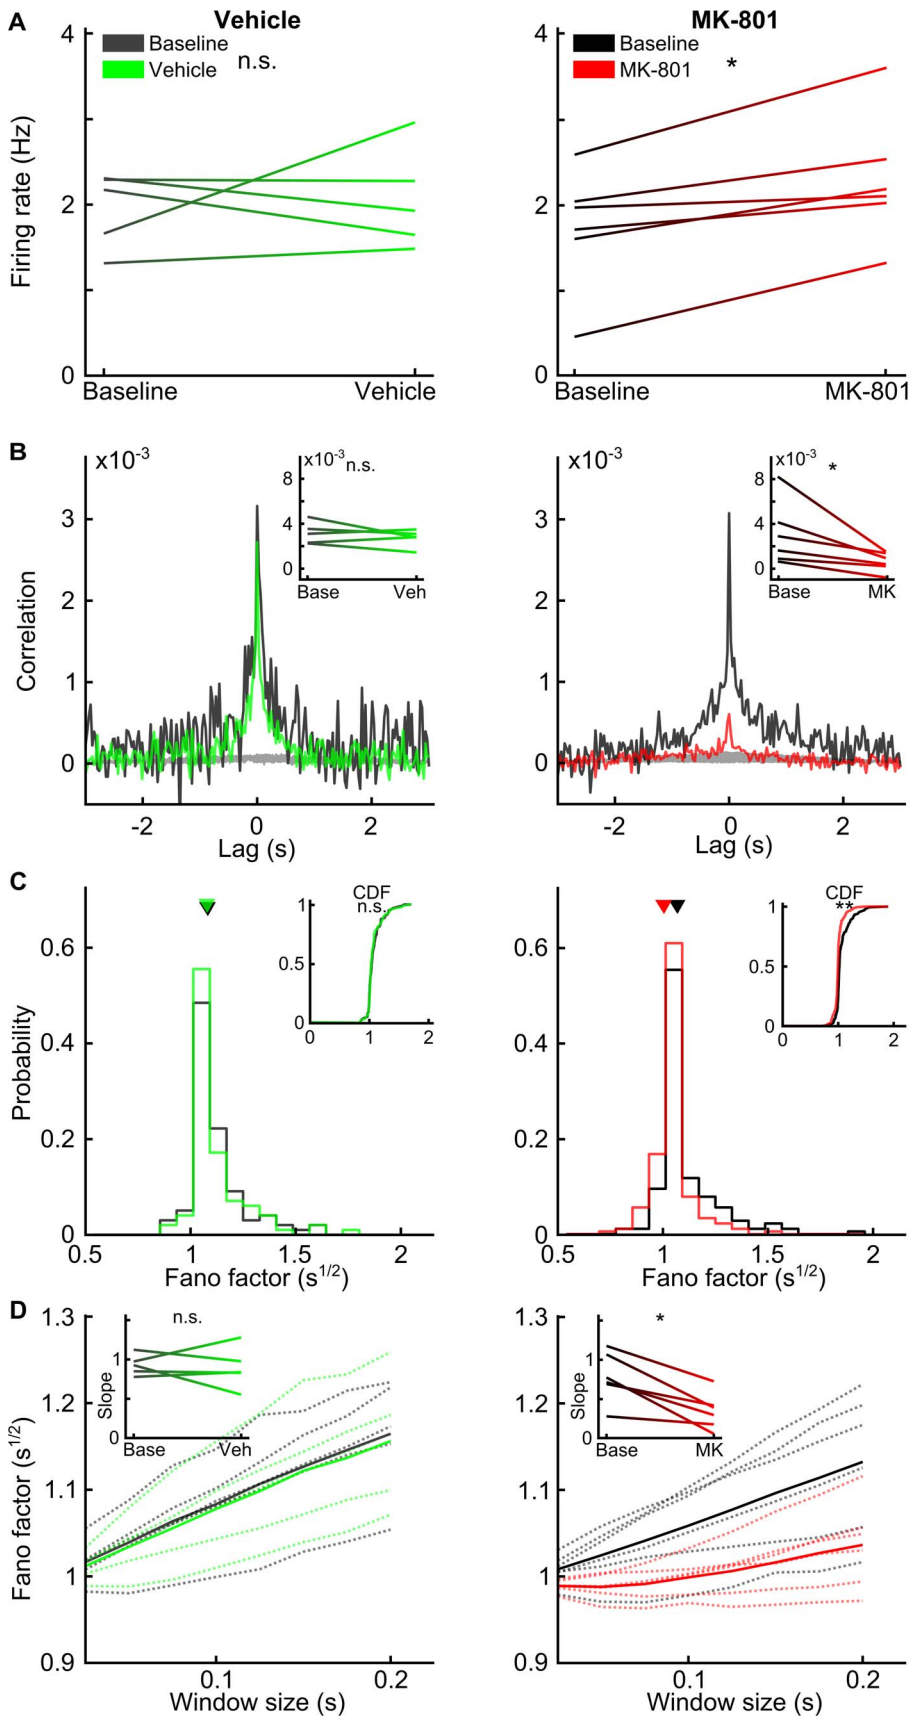 A
Vehicle
MK-801
Baseline
Vehicle
n.s.
Baseline
MK-801
*
Firing rate (Hz)
4
2
0
Baseline
Vehicle
4
2
0
Baseline
MK-801
B
x10-3
Correlation
3
2
1
0
-2
0
2
Lag (s)
x10-3
n.s.
8
4
0
Base
Veh
x10-3
3
2
1
0
-2
0
2
Lag (s)
x10-3
*
8
4
0
Base
MK
C
Probability
0.6
0.4
0.2
0
0.5
1
1.5
2
Fano factor (s1/2)
CDF
n.s.
1
0.5
0
0
1
2
0.6
0.4
0.2
0
0.5
1
1.5
2
Fano factor (s1/2)
CDF
**
1
0.5
0
0
1
2
D
Fano factor (s1/2)
1.3
1.2
1.1
1
0.9
0.1
0.2
Window size (s)
n.s.
Slope
1
0
Base
Veh
1.3
1.2
1.1
1
0.9
0.1
0.2
Window size (s)
*
Slope
1
0
Base
MK